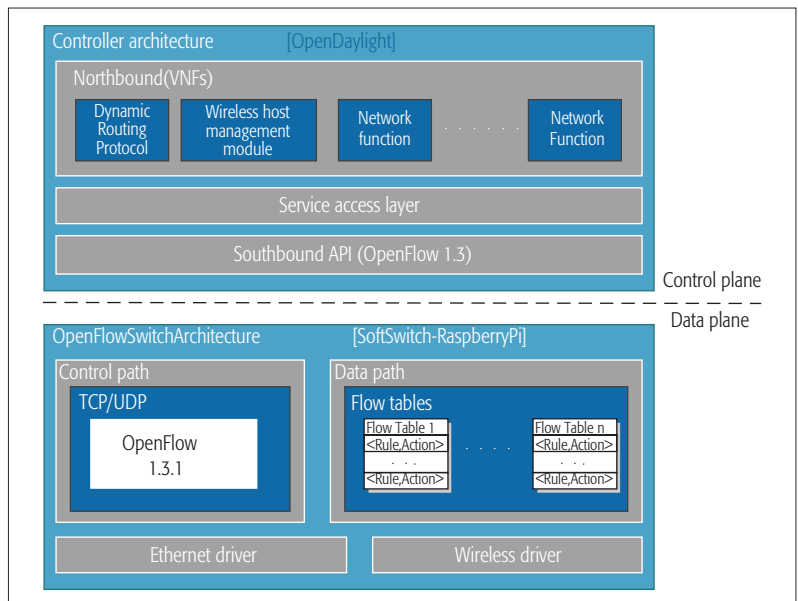 Controller architecture [OpenDaylight]
Northbound(VNFs)
Dynamic
Routing
Protocol
Wireless host
management
module
Network
function
. . . . . .
Network
Function
Service access layer
Southbound API (OpenFlow 1.3)
Control plane
Data plane
OpenFlowSwitchArchitecture [SoftSwitch-RaspberryPi]
Control path
TCP/UDP
OpenFlow
1.3.1
Data path
Flow tables
Flow Table 1
<Rule,Action>
. . .
<Rule,Action>
. . . .
Flow Table n
<Rule,Action>
. . .
<Rule,Action>
Ethernet driver
Wireless driver